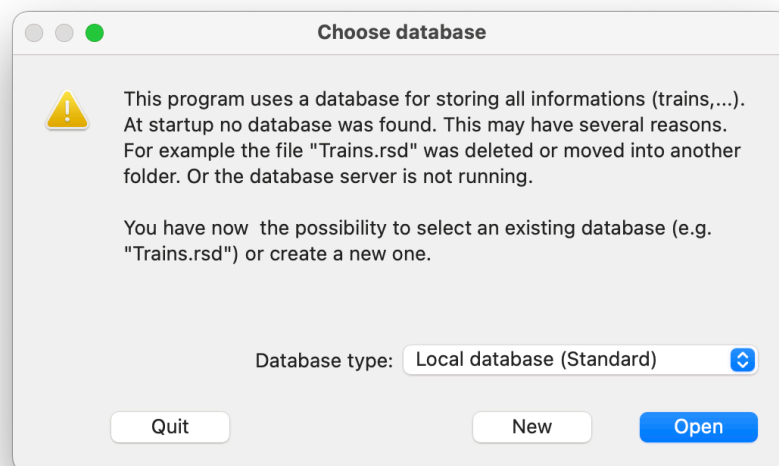 Choose database
This program uses a database for storing all informations (trains,...).
At startup no database was found. This may have several reasons.
For example the file "Trains.rsd" was deleted or moved into another
folder. Or the database server is not running.
You have now  the possibility to select an existing database (e.g.
"Trains.rsd") or create a new one.
Database type: Local database (Standard)
Quit New Open